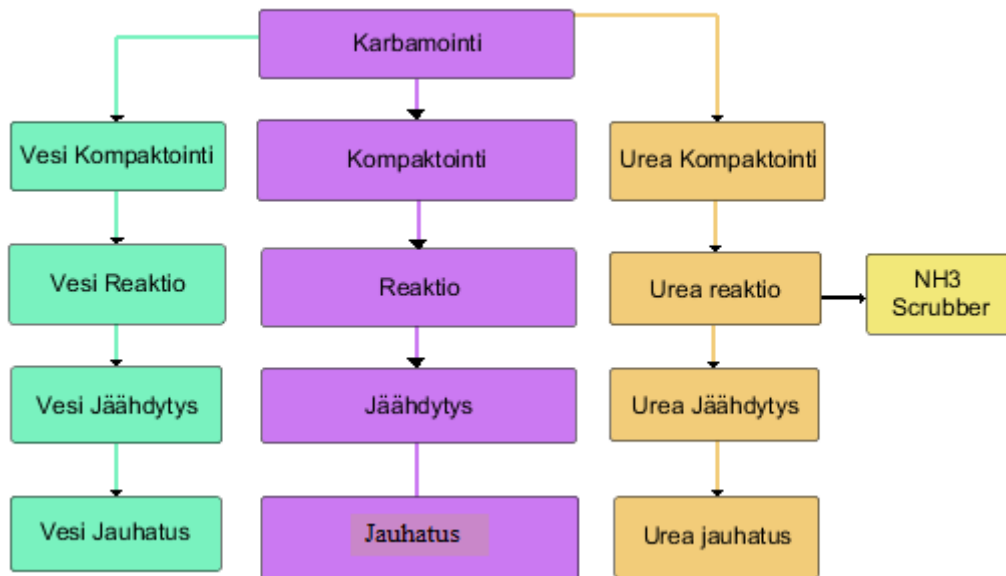 Karbamointi
Vesi Kompaktointi
Kompaktointi
Urea Kompaktointi
Vesi Reaktio
Reaktio
Urea reaktio
NH3
Scrubber
Vesi Jäähdytys
Jäähdytys
Urea Jäähdytys
Vesi Jauhatus
Jauhatus
Urea jauhatus